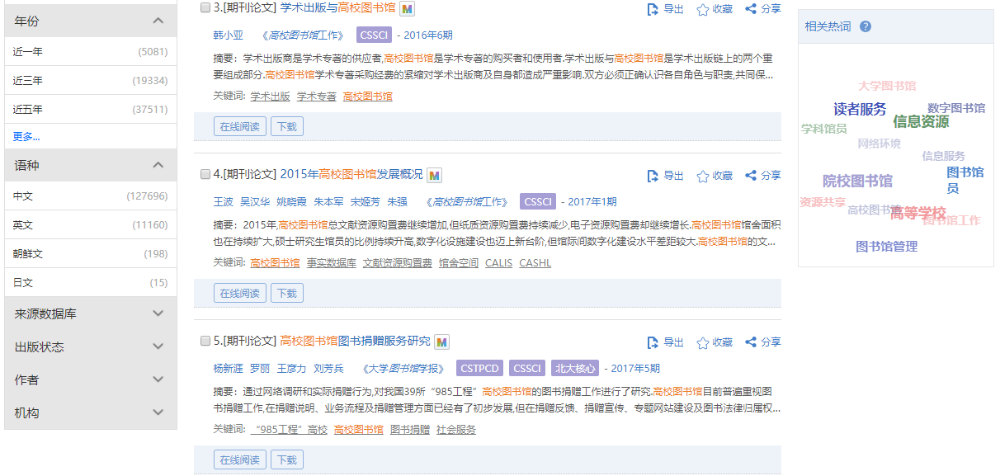 年份
近一年 (5081)
近三年 (19334)
近五年 (37511)
更多...
语种
中文 (127696)
英文 (11160)
朝鲜文 (198)
日文 (15)
来源数据库
出版状态
作者
机构
3.[期刊论文] 学术出版与高校图书馆 M 导出 收藏 分享
韩小亚 《高校图书馆工作》 CSSCI - 2016年6期
摘要：学术出版商是学术专著的供应者,高校图书馆是学术专著的购买者和使用者.学术出版与高校图书馆是学术出版链上的两个重
要组成部分.高校图书馆学术专著采购经费的紧缩对学术出版商及自身都造成严重影响.双方必须正确认识各自角色与职责,共同保...
关键词: 学术出版 学术专著 高校图书馆
在线阅读 下载
4.[期刊论文] 2015年高校图书馆发展概况 M 导出 收藏 分享
王波 吴汉华 姚晓霞 朱本军 宋姬芳 朱强 《高校图书馆工作》 CSSCI - 2017年1期
摘要：2015年,高校图书馆总文献资源购置费继续增加,但纸质资源购置费持续减少,电子资源购置费却继续增长.高校图书馆馆舍面积
也在持续扩大,硕士研究生馆员的比例持续升高,数字化设施建设也迈上新台阶,但馆际间数字化建设水平差距较大.高校图书馆的文...
关键词: 高校图书馆 事实数据库 文献资源购置费 馆舍空间 CALIS CASHL
在线阅读 下载
5.[期刊论文] 高校图书馆图书捐赠服务研究 M 导出 收藏 分享
杨新涯 罗丽 王彦力 刘芳兵 《大学图书馆学报》 CSTPCD CSSCI 北大核心 - 2017年5期
摘要：通过网络调研和实际捐赠行为,对我国39所“985工程”高校图书馆的图书捐赠工作进行了研究.高校图书馆目前普遍重视图
书捐赠工作,在捐赠说明、业务流程及捐赠管理方面已经有了初步发展,但在捐赠反馈、捐赠宣传、专题网站建设及图书法律归属权...
关键词: “985工程”高校 高校图书馆 图书捐赠 社会服务
在线阅读 下载
相关热词 ?
大学图书馆
读者服务 数字图书馆
信息资源
学科馆员
网络环境
信息服务
图书馆
员
院校图书馆
资源共享
高校图书馆
高等学校
图书馆工作
图书馆管理